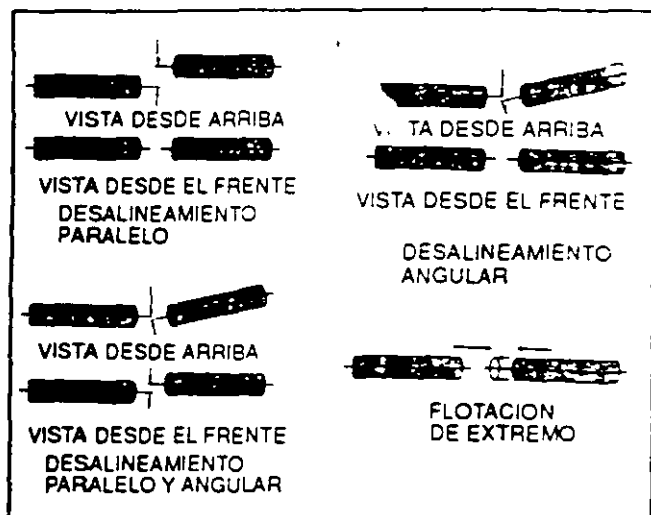 VISTA DESDE ARRIBA
VISTA DESDE EL FRENTE
DESALINEAMIENTO
PARALELO
TA DESDE ARRIBA
VISTA DESDE EL FRENTE
DESALINEAMIENTO
ANGULAR
VISTA DESDE ARRIBA
VISTA DESDE EL FRENTE
DESALINEAMIENTO
PARALELO Y ANGULAR
FLOTACION
DE EXTREMO